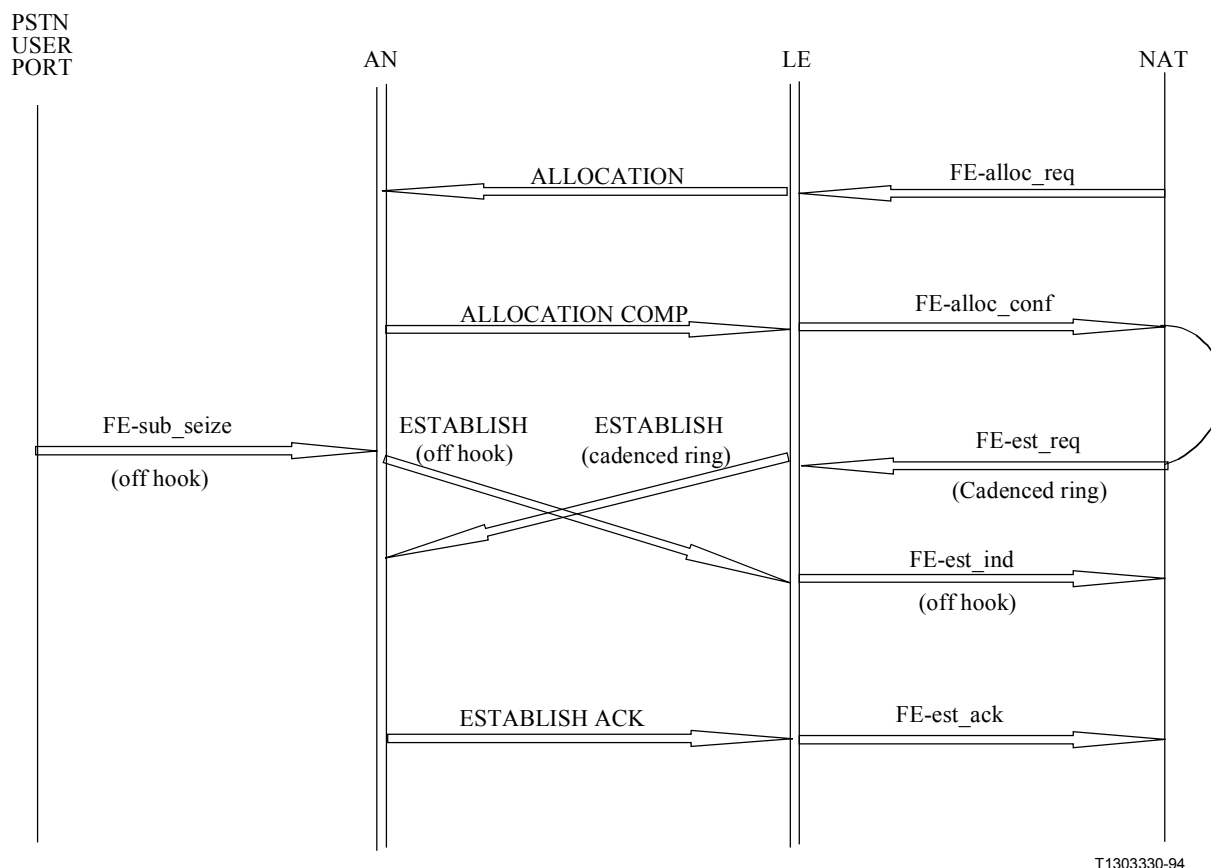 PSTN
USER
PORT
AN
LE
NAT
ALLOCATION
FE-alloc_req
ALLOCATION COMP
FE-alloc_conf
FE-sub_seize
(off hook)
ESTABLISH
(off hook)
ESTABLISH
(cadenced ring)
FE-est_req
(Cadenced ring)
FE-est_ind
(off hook)
ESTABLISH ACK
FE-est_ack
T1303330-94